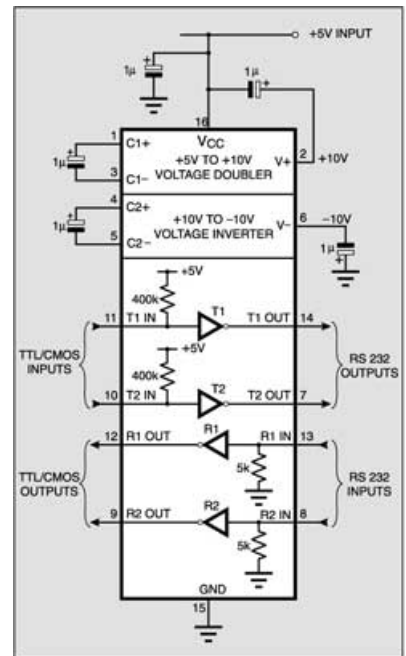 +5V INPUT
1µ
+
1µ
+
16
1
C1+
VCC
+5V TO +10V
VOLTAGE DOUBLER
V+
2
+10V
1µ
+
3
C1−
4
C2+
+10V TO −10V
VOLTAGE INVERTER
V-
6
−10V
1µ
+
5
C2−
1µ
+
+5V
400k
11
T1 IN
T1
T1 OUT
14
TTL/CMOS
INPUTS
+5V
400k
RS 232
OUTPUTS
10
T2 IN
T2
T2 OUT
7
12
R1 OUT
R1
R1 IN
13
TTL/CMOS
OUTPUTS
5k
RS 232
INPUTS
9
R2 OUT
R2
R2 IN
8
5k
GND
15